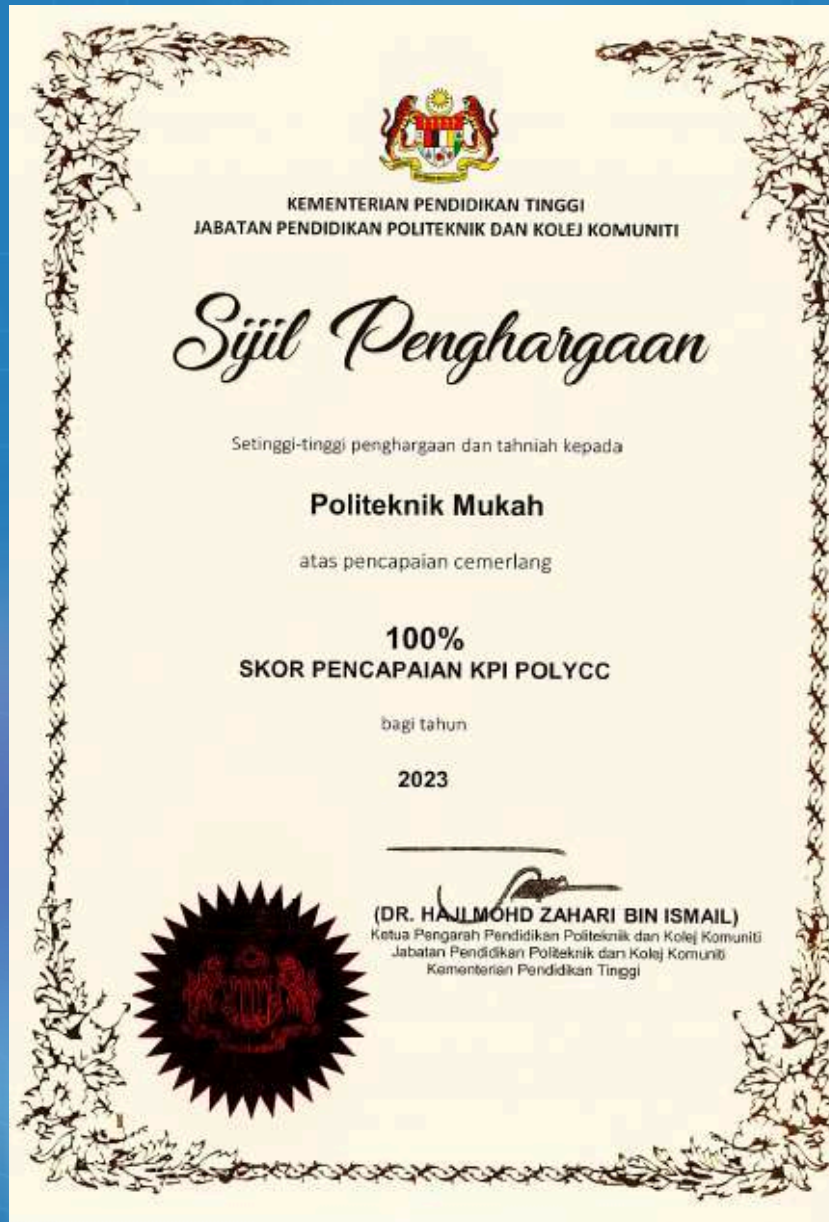 KEMENTERIAN PENDIDIKAN TINGGI
JABATAN PENDIDIKAN POLITEKNIK DAN KOLEJ KOMUNITI
Sijil Penghargaan
Setinggi-tinggi penghargaan dan tahniah kepada
Politeknik Mukah
atas pencapaian cemerlang
100%
SKOR PENCAPAIAN KPI POLYCC
bagi tahun
2023
(DR. HAJI MOHD ZAHARI BIN ISMAIL)
Ketua Pengarah Pendidikan Politeknik dan Kolej Komuniti
Jabatan Pendidikan Politeknik dan Kolej Komuniti
Kementerian Pendidikan Tinggi